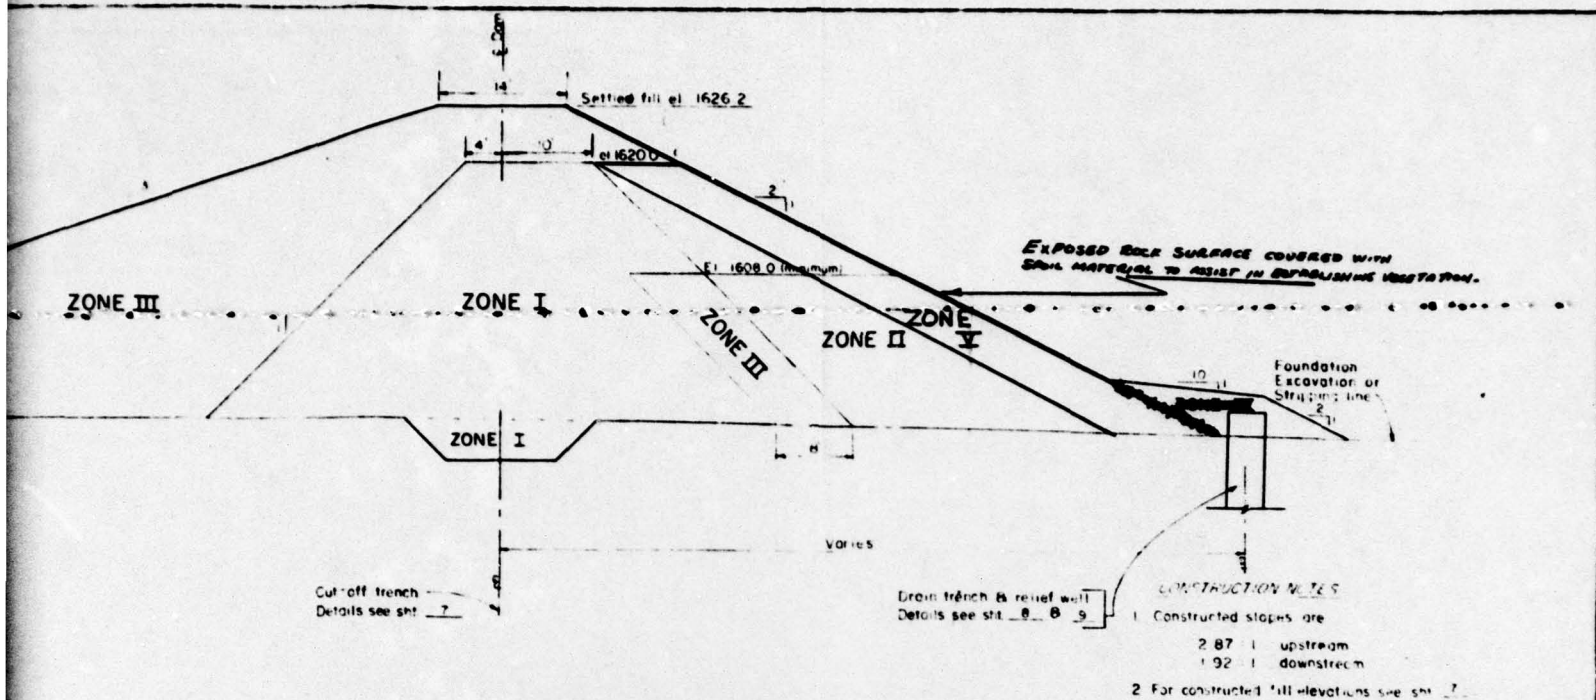 ℄ Dam
14'
Settled fill el 1626.2
4'
10'
el 1620.0
2
1
EXPOSED ROCK SURFACE COVERED WITH
SPOIL MATERIAL TO ASSIST IN ESTABLISHING VEGETATION.
El 1608.0 (minimum)
ZONE III
ZONE I
ZONE III
ZONE II
ZONE V
10
1
Foundation
Excavation or
Stripping line
2
1
ZONE I
8
Varies
Cut-off trench
Details see sht 7
Drain trench & relief well
Details see sht 8 & 9
CONSTRUCTION NOTES
1 Constructed slopes are
2.87 : 1 upstream
1.92 : 1 downstream
2 For constructed fill elevations see sht 7